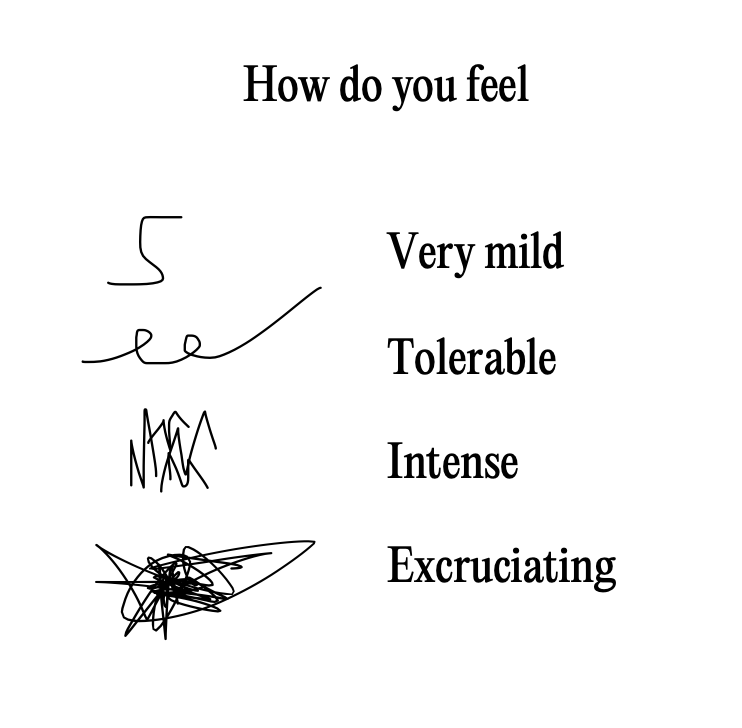 How do you feel
Very mild
Tolerable
Intense
Excruciating